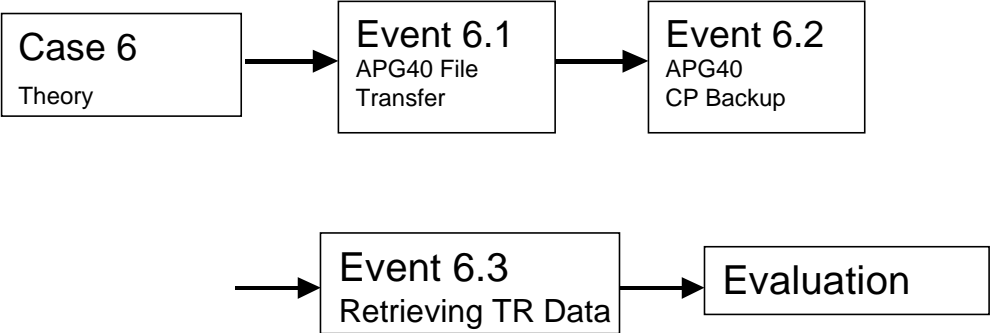 Case 6
Theory
Event 6.1
APG40 File
Transfer
Event 6.2
APG40
CP Backup
Event 6.3
Retrieving TR Data
Evaluation